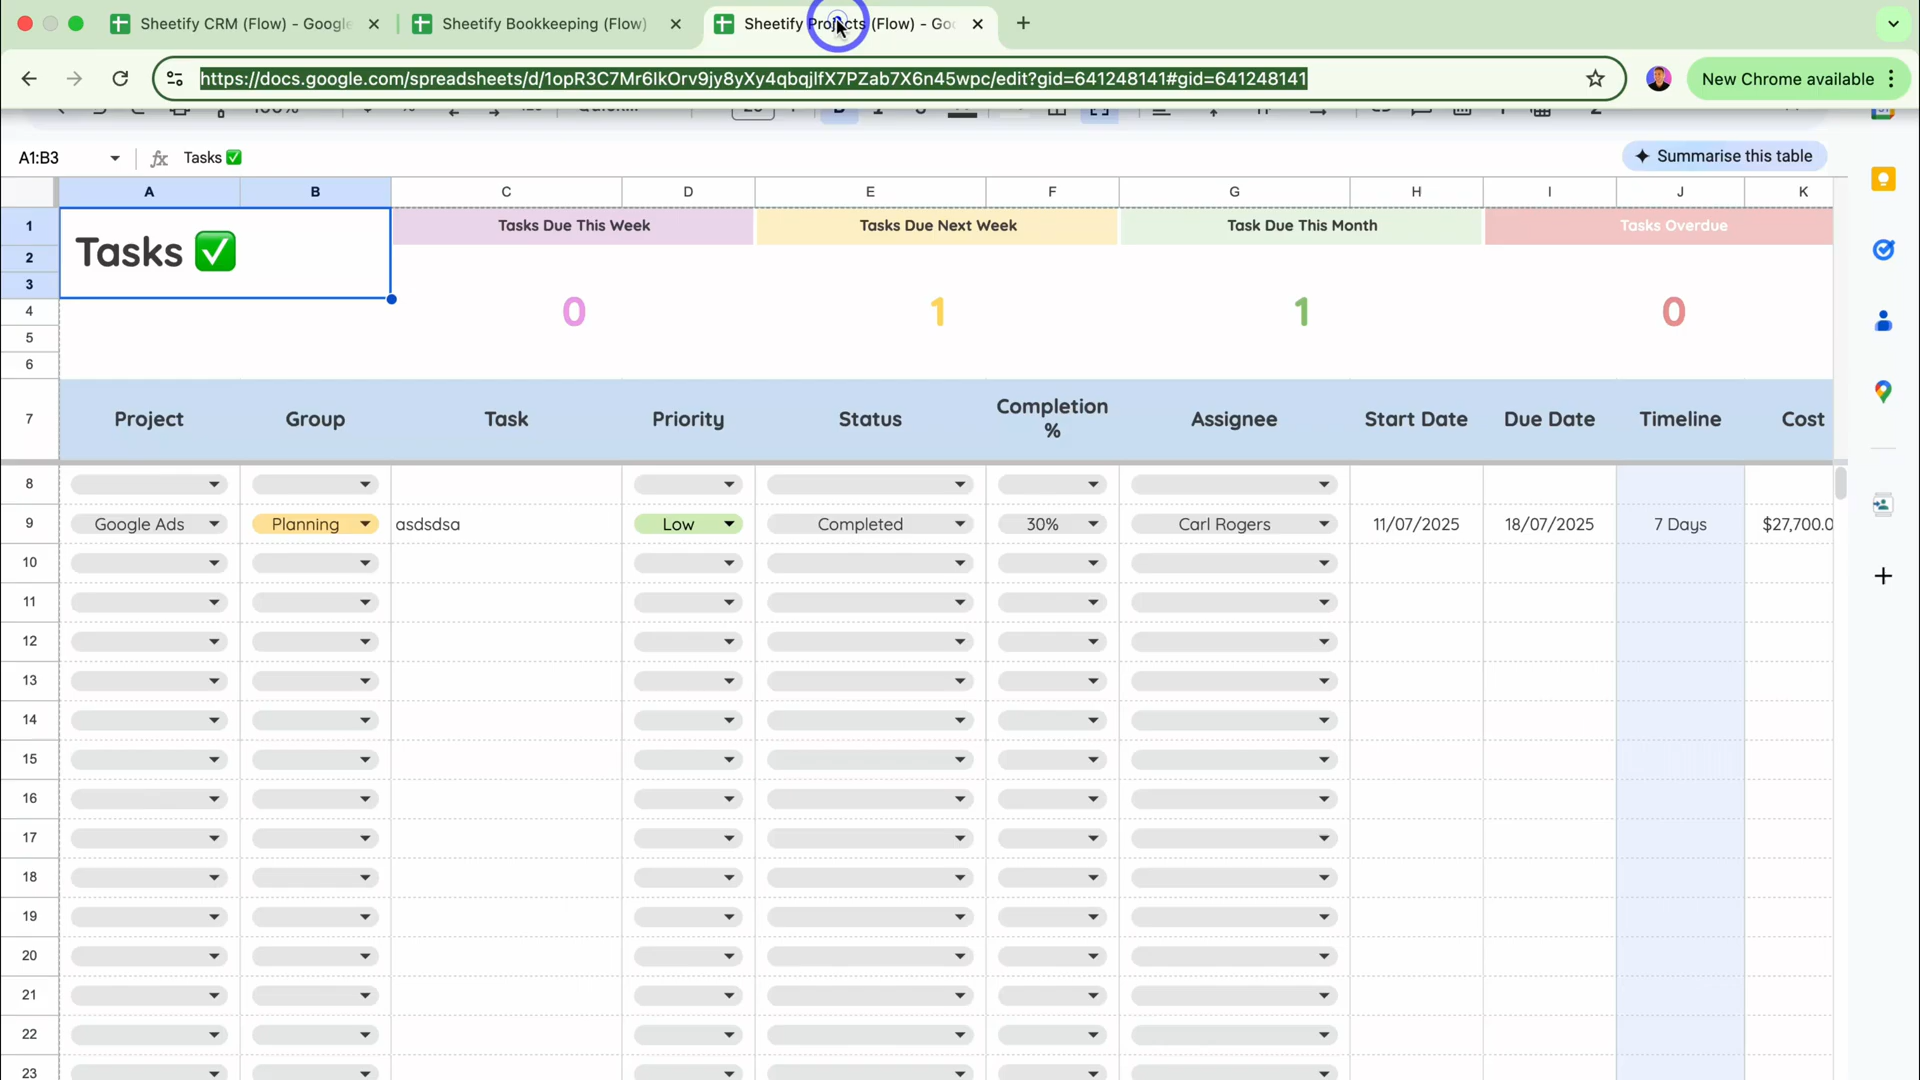 Sheetify CRM (Flow) - Google
Sheetify Bookkeeping (Flow)
Sheetify Projects (Flow) - Goo
https://docs.google.com/spreadsheets/d/1opR3C7Mr6IkOrv9jy8yXy4qbqjlfX7PZab7X6n45wpc/edit?gid=641248141#gid=641248141
New Chrome available
A1:B3
fx Tasks ✅
Summarise this table
A B C D E F G H I J K
1 Tasks ✅ Tasks Due This Week Tasks Due Next Week Task Due This Month Tasks Overdue
2
3
4 0 1 1 0
5
6
7 Project Group Task Priority Status Completion % Assignee Start Date Due Date Timeline Cost
8
9 Google Ads Planning asdsdsa Low Completed 30% Carl Rogers 11/07/2025 18/07/2025 7 Days $27,700.0
10
11
12
13
14
15
16
17
18
19
20
21
22
23